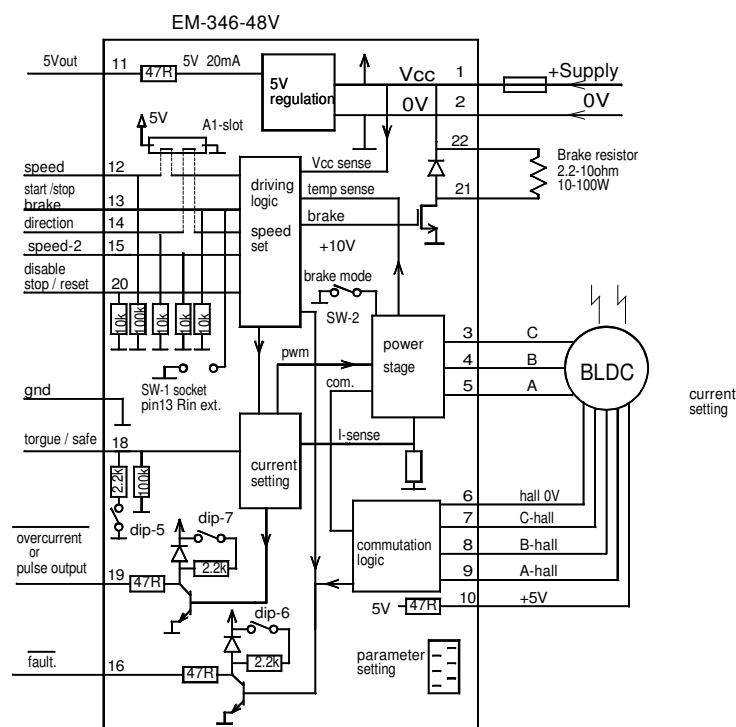 EM-346-48V
5Vout
11
47R
5V 20mA
5V
regulation
Vcc
1
+Supply
0V
2
0V
5V
A1-slot
22
Brake resistor
2.2-10ohm
10-100W
21
speed
12
start /stop
brake
13
direction
14
speed-2
15
disable
stop / reset
20
driving
logic
speed
set
Vcc sense
temp sense
brake
+10V
brake mode
SW-2
10k
100k
10k
10k
10k
SW-1 socket
pin13 Rin ext.
pwm
com.
power
stage
3
C
4
B
5
A
BLDC
current
setting
gnd
torgue / safe
18
2.2k
100k
dip-5
current
setting
I-sense
6
hall 0V
7
C-hall
8
B-hall
9
A-hall
10
+5V
commutation
logic
5V
47R
overcurrent
or
pulse output
19
47R
dip-7
2.2k
dip-6
2.2k
fault.
16
47R
parameter
setting